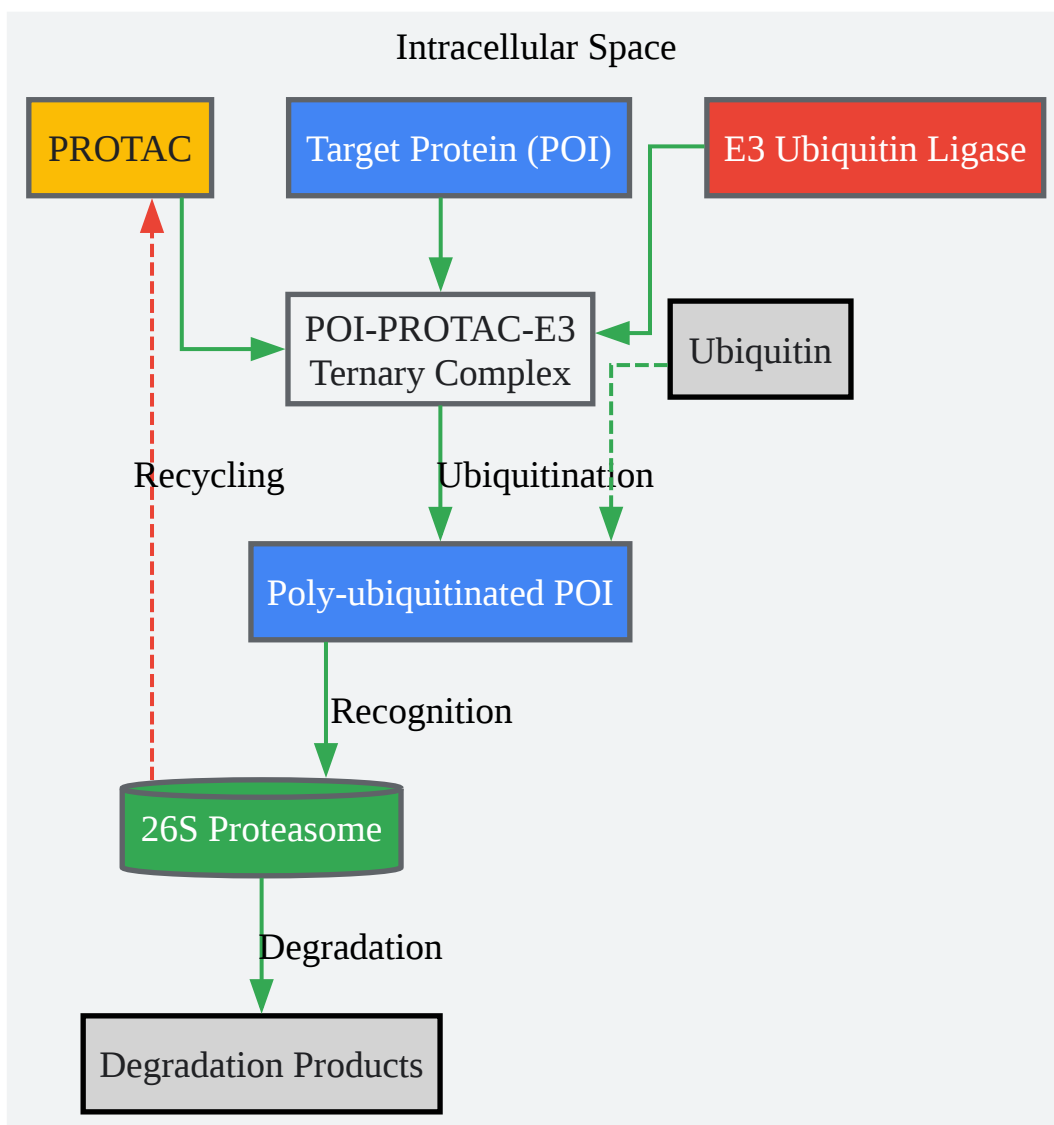 Intracellular Space
PROTAC
Target Protein (POI)
E3 Ubiquitin Ligase
POI-PROTAC-E3
Ternary Complex
Ubiquitin
Recycling
Ubiquitination
Poly-ubiquitinated POI
Recognition
26S Proteasome
Degradation
Degradation Products